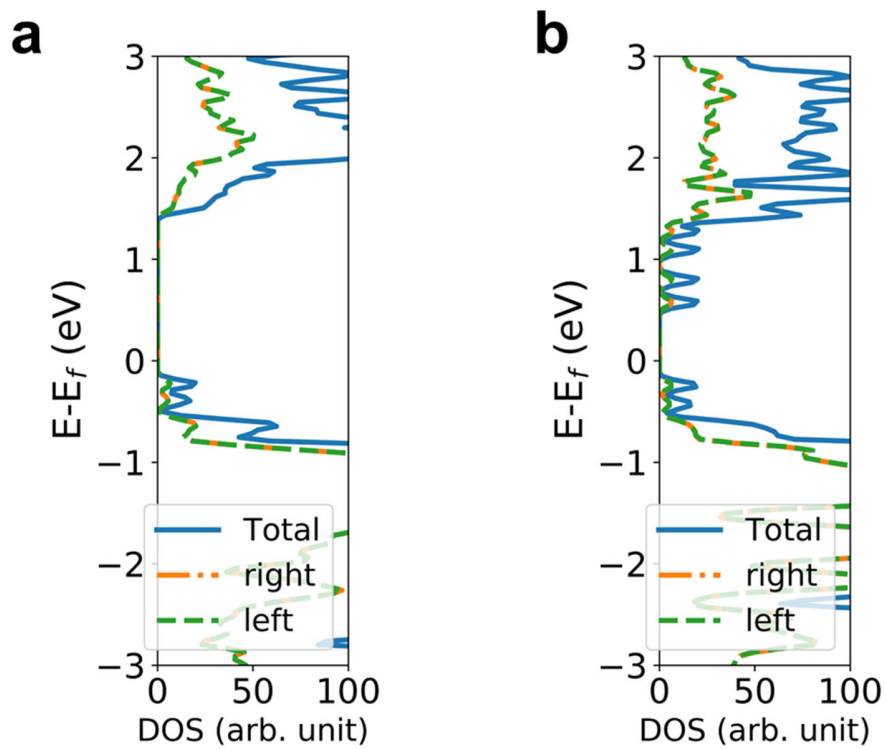 a
b
3
2
1
0
−1
−2
−3
E-E_f (eV)
Total
right
left
0 50 100
DOS (arb. unit)
3
2
1
0
−1
−2
−3
E-E_f (eV)
Total
right
left
0 50 100
DOS (arb. unit)